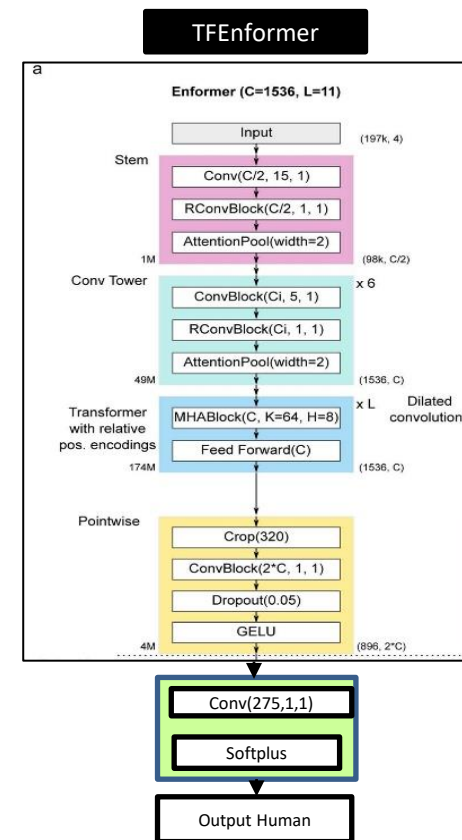 TFEnformer
a
Enformer (C=1536, L=11)
Input
(197k, 4)
Stem
Conv(C/2, 15, 1)
RConvBlock(C/2, 1, 1)
AttentionPool(width=2)
1M
(98k, C/2)
Conv Tower
x 6
ConvBlock(Ci, 5, 1)
RConvBlock(Ci, 1, 1)
AttentionPool(width=2)
49M
(1536, C)
Transformer
with relative
pos. encodings
x L
Dilated
convolution
MHABlock(C, K=64, H=8)
Feed Forward(C)
174M
(1536, C)
Pointwise
Crop(320)
ConvBlock(2*C, 1, 1)
Dropout(0.05)
GELU
4M
(896, 2*C)
Conv(275,1,1)
Softplus
Output Human